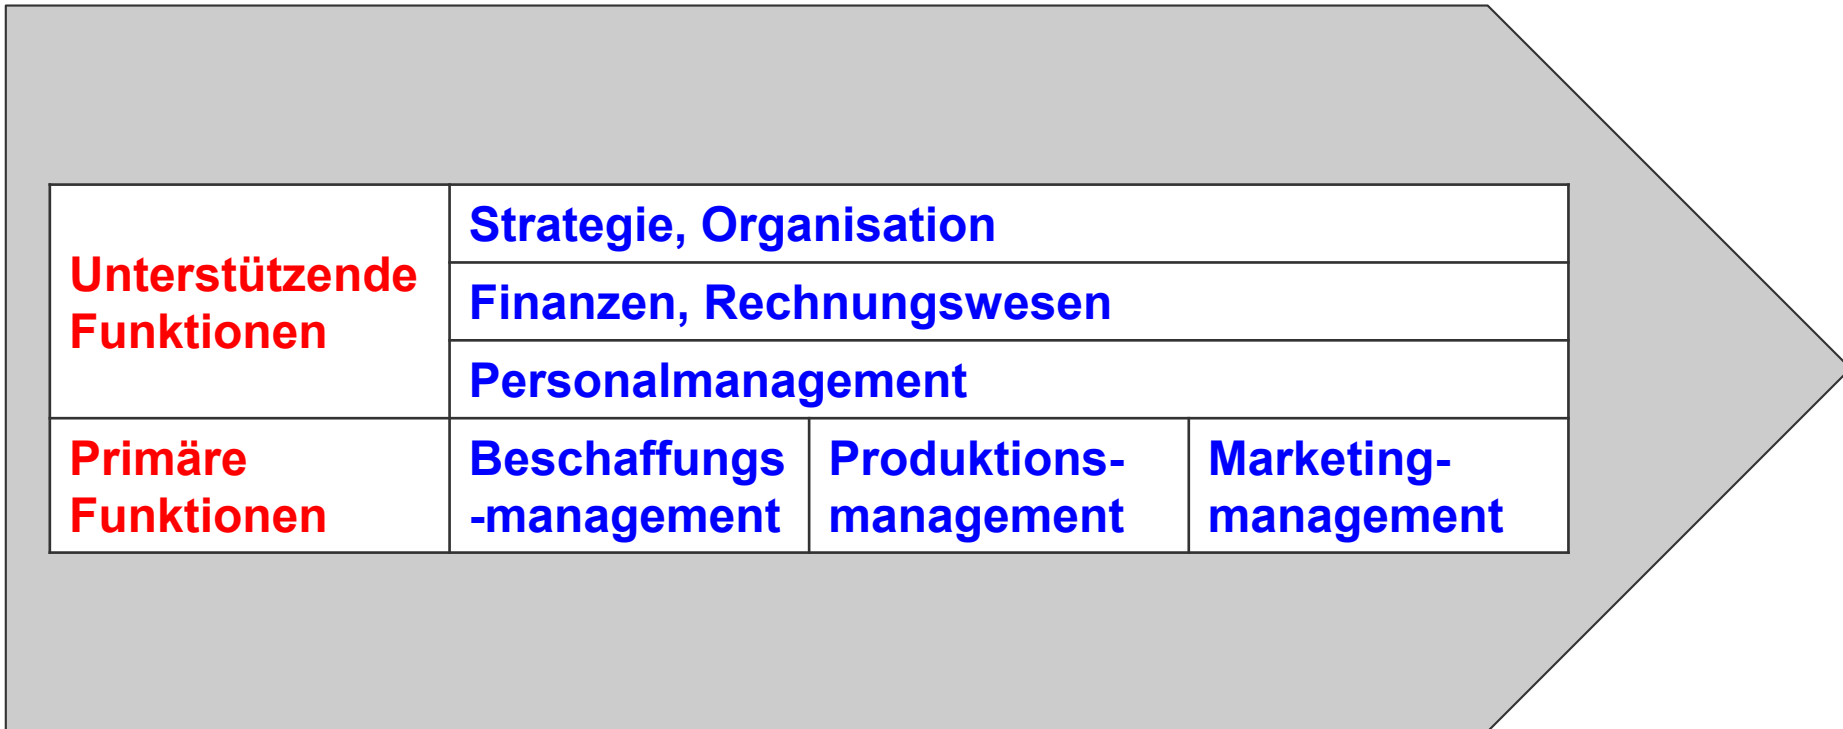 Unterstützende
Funktionen
Strategie, Organisation
Finanzen, Rechnungswesen
Personalmanagement
Primäre
Funktionen
Beschaffungs
-management
Produktions-
management
Marketing-
management